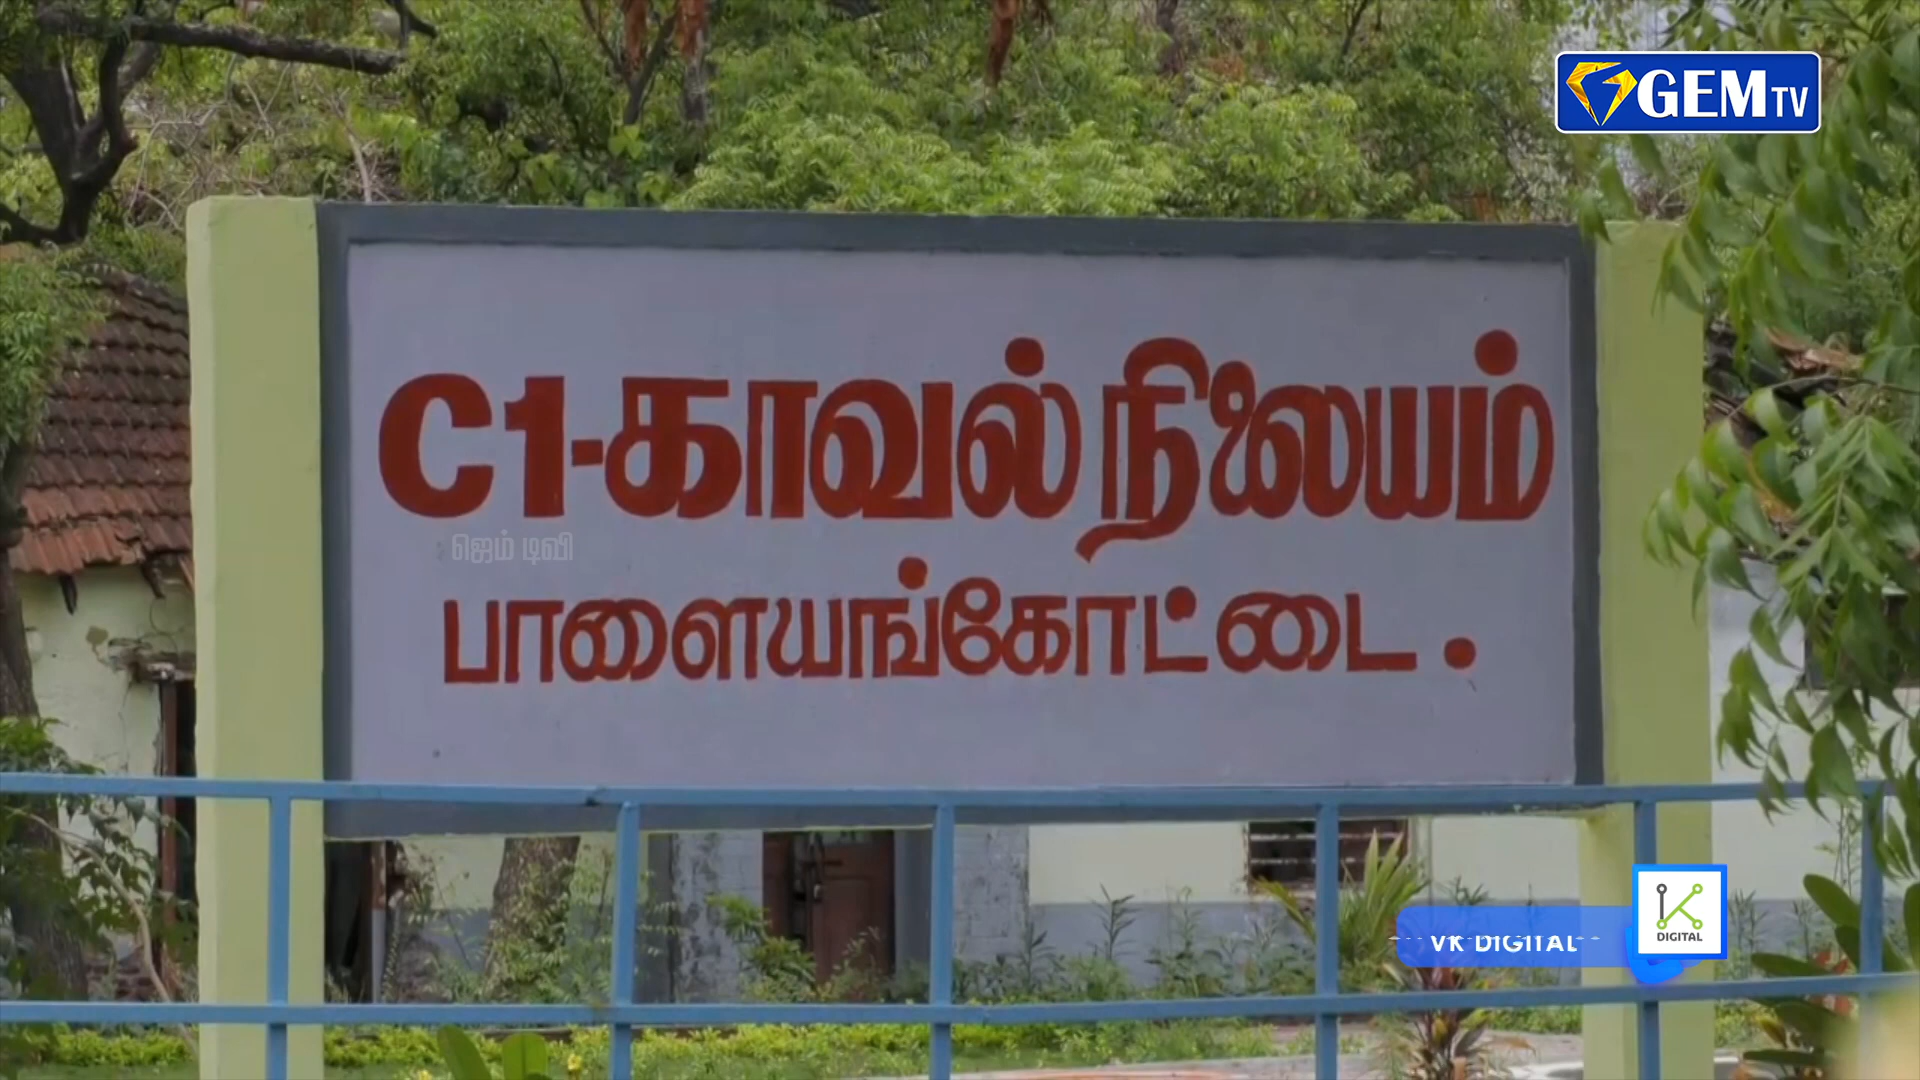 GEM TV
C1-காவல் நிலையம்
ஜெம் டிவி
பாளையங்கோட்டை.
VK DIGITAL
K
DIGITAL